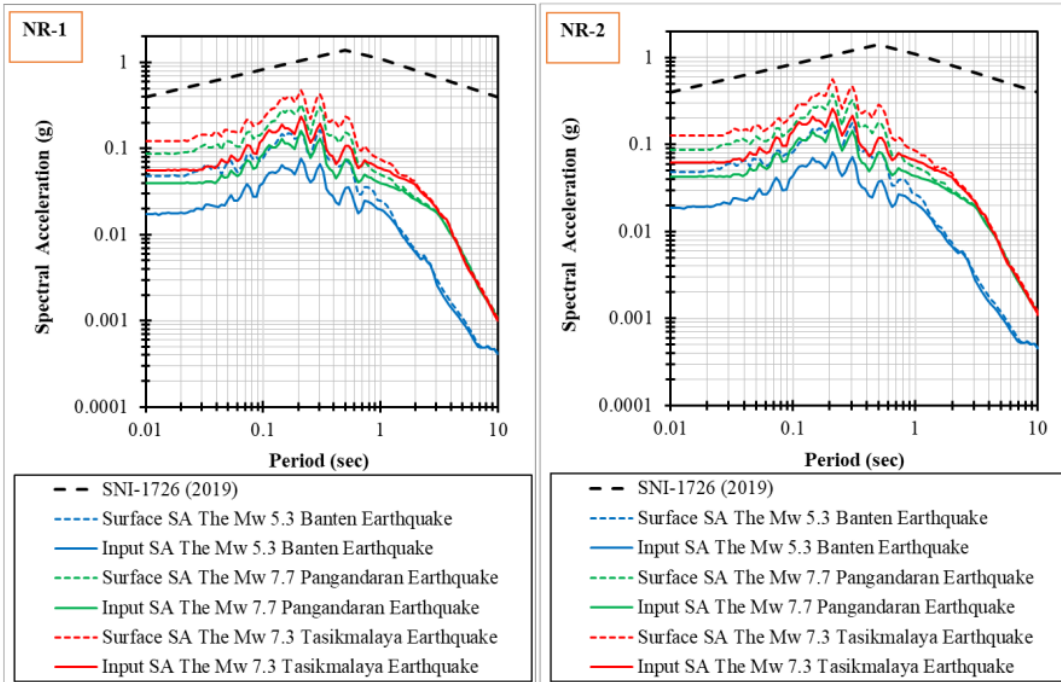 NR-1
Spectral Acceleration (g)
1
0.1
0.01
0.001
0.0001
0.01
0.1
1
10
Period (sec)
SNI-1726 (2019)
Surface SA The Mw 5.3 Banten Earthquake
Input SA The Mw 5.3 Banten Earthquake
Surface SA The Mw 7.7 Pangandaran Earthquake
Input SA The Mw 7.7 Pangandaran Earthquake
Surface SA The Mw 7.3 Tasikmalaya Earthquake
Input SA The Mw 7.3 Tasikmalaya Earthquake
NR-2
Spectral Acceleration (g)
1
0.1
0.01
0.001
0.0001
0.01
0.1
1
10
Period (sec)
SNI-1726 (2019)
Surface SA The Mw 5.3 Banten Earthquake
Input SA The Mw 5.3 Banten Earthquake
Surface SA The Mw 7.7 Pangandaran Earthquake
Input SA The Mw 7.7 Pangandaran Earthquake
Surface SA The Mw 7.3 Tasikmalaya Earthquake
Input SA The Mw 7.3 Tasikmalaya Earthquake